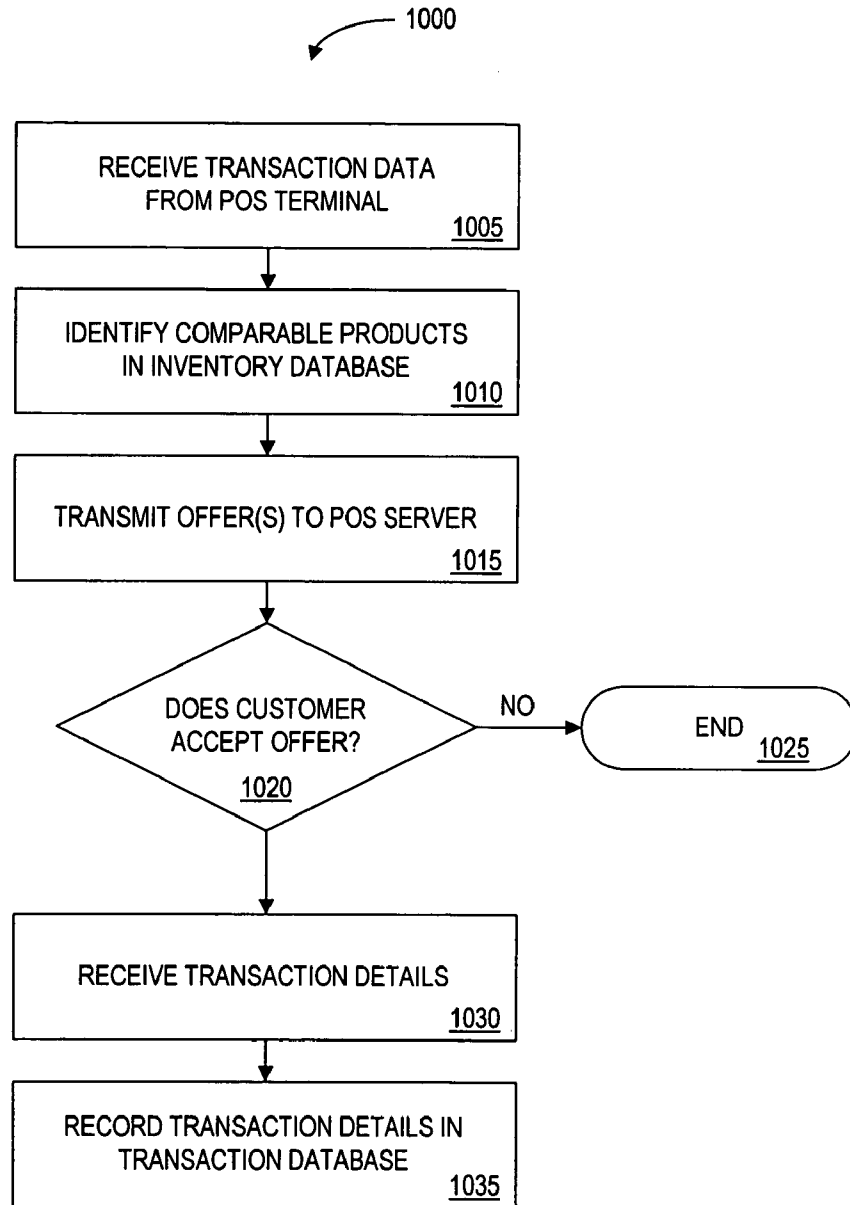 1000
RECEIVE TRANSACTION DATA
FROM POS TERMINAL
1005
IDENTIFY COMPARABLE PRODUCTS
IN INVENTORY DATABASE
1010
TRANSMIT OFFER(S) TO POS SERVER
1015
DOES CUSTOMER
ACCEPT OFFER?
1020
NO
END
1025
RECEIVE TRANSACTION DETAILS
1030
RECORD TRANSACTION DETAILS IN
TRANSACTION DATABASE
1035